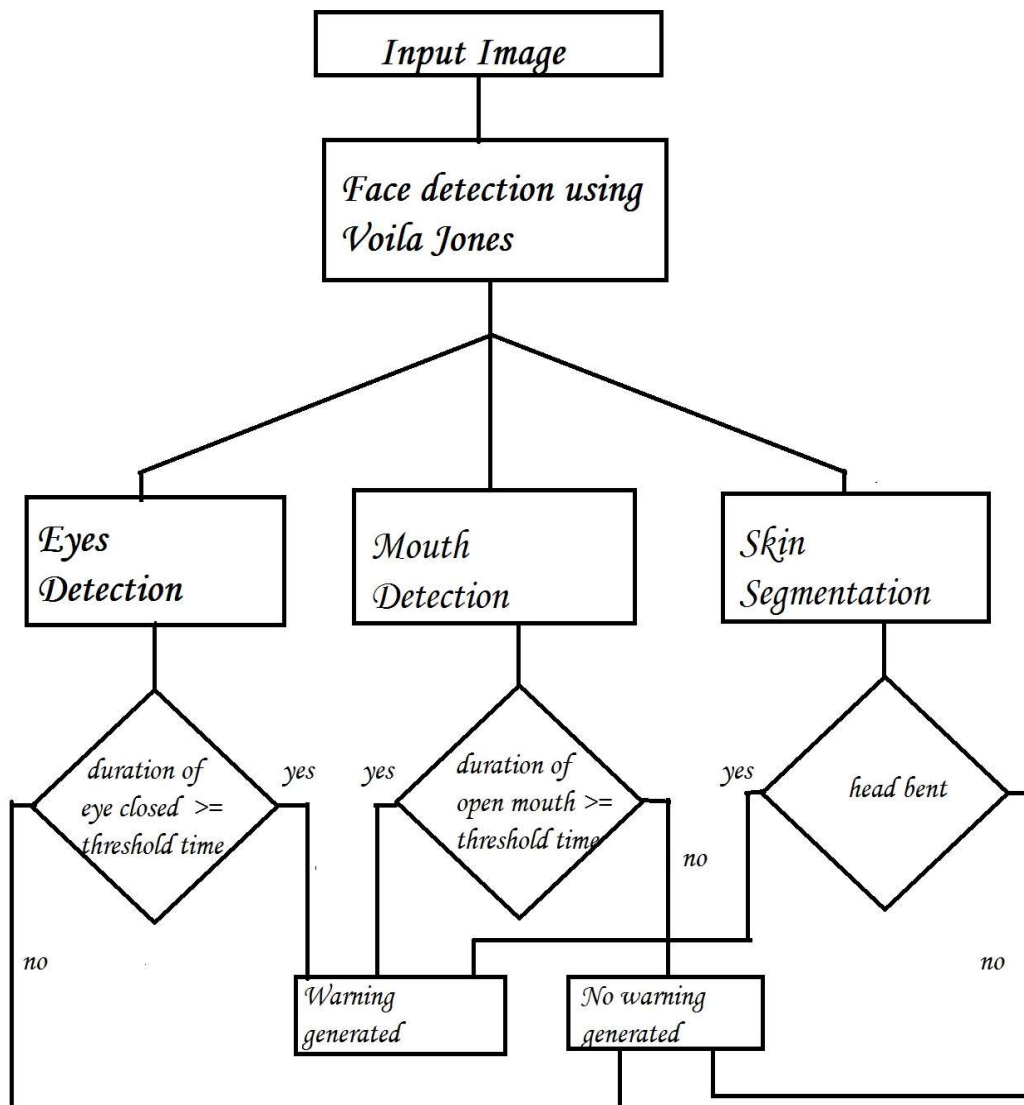 Input Image
Face detection using
Voila Jones
Eyes
Detection
Mouth
Detection
Skin
Segmentation
duration of
eye closed >=
threshold time
yes
yes
duration of
open mouth >=
threshold time
no
yes
head bent
no
no
Warning
generated
No warning
generated